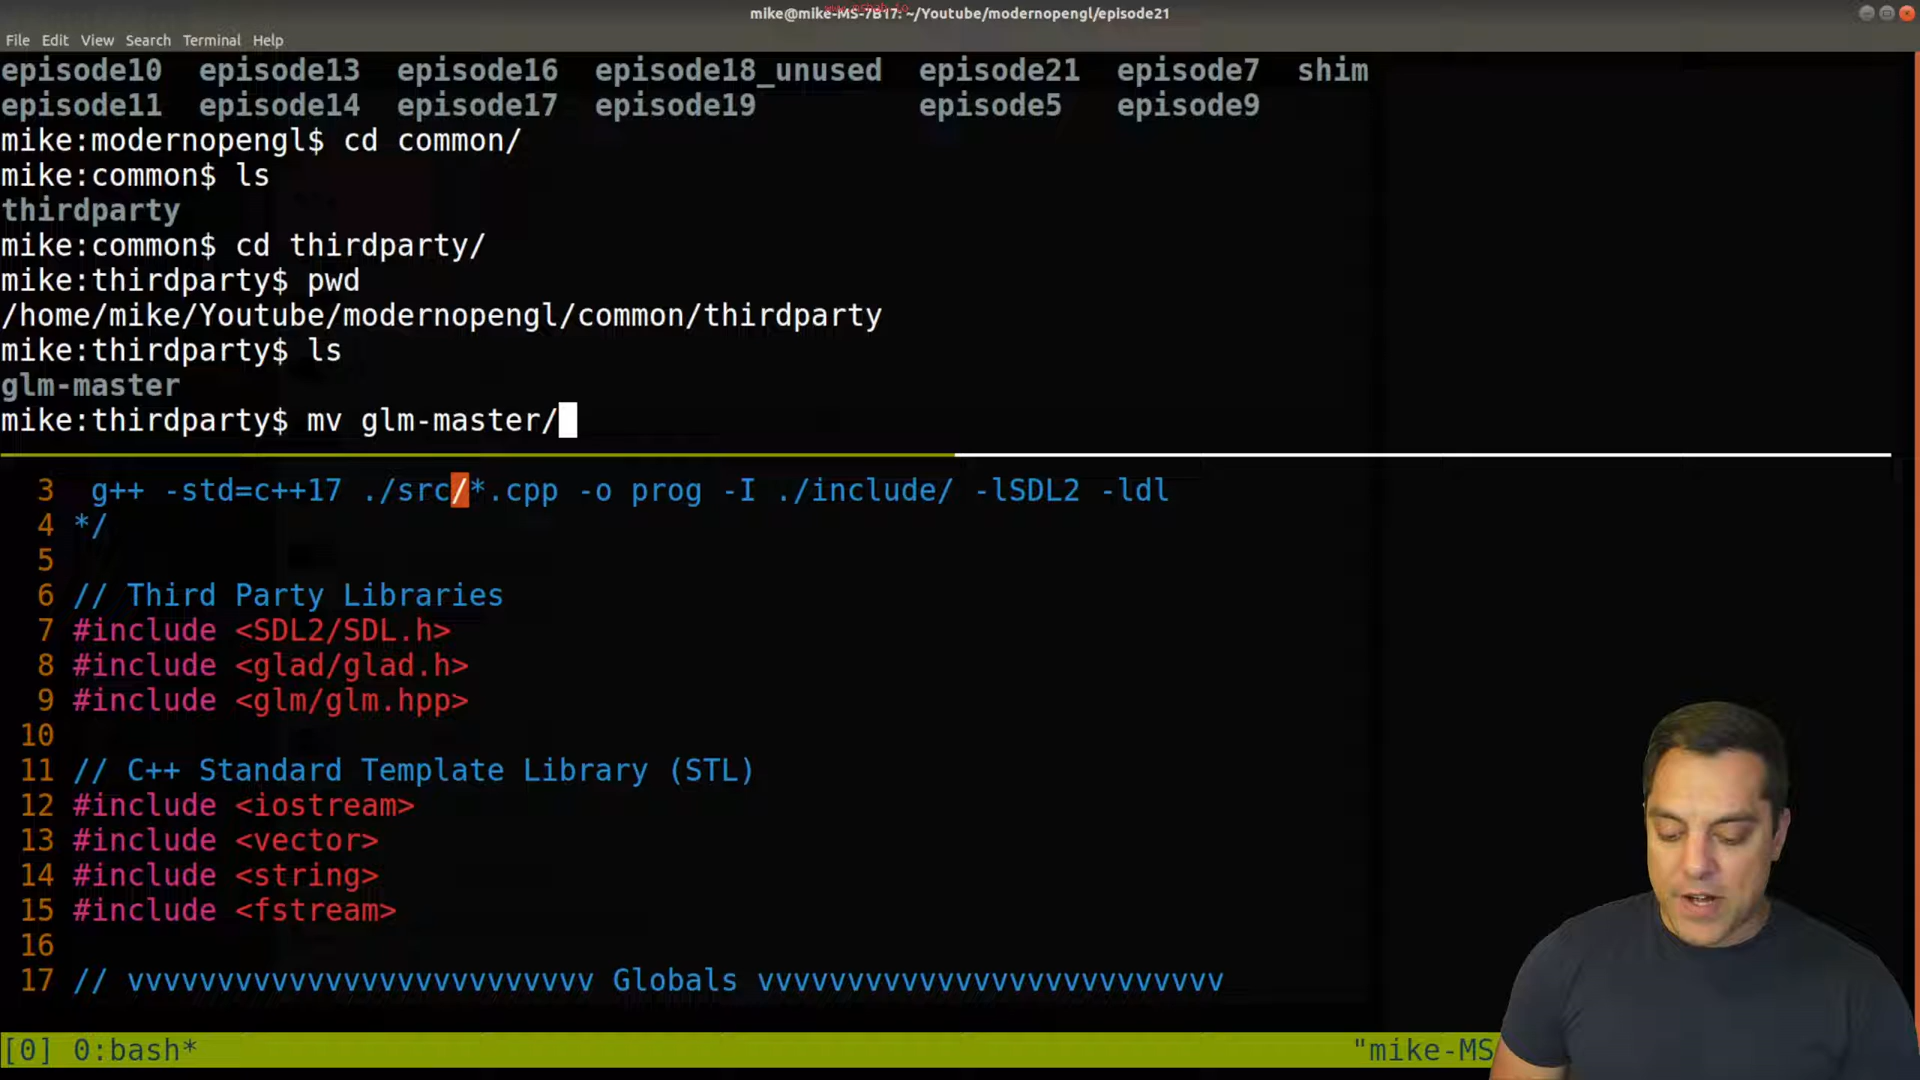 mike@mike-MS-7B17: ~/Youtube/modernopengl/episode21
File Edit View Search Terminal Help
episode10 episode13 episode16 episode18_unused episode21 episode7 shim
episode11 episode14 episode17 episode19 episode5 episode9
mike:modernopengl$ cd common/
mike:common$ ls
thirdparty
mike:common$ cd thirdparty/
mike:thirdparty$ pwd
/home/mike/Youtube/modernopengl/common/thirdparty
mike:thirdparty$ ls
glm-master
mike:thirdparty$ mv glm-master/
3 g++ -std=c++17 ./src/*.cpp -o prog -I ./include/ -lSDL2 -ldl
4 */
5
6 // Third Party Libraries
7 #include <SDL2/SDL.h>
8 #include <glad/glad.h>
9 #include <glm/glm.hpp>
10
11 // C++ Standard Template Library (STL)
12 #include <iostream>
13 #include <vector>
14 #include <string>
15 #include <fstream>
16
17 // vvvvvvvvvvvvvvvvvvvvvvvvvv Globals vvvvvvvvvvvvvvvvvvvvvvvvvv
[0] 0:bash* "mike-MS